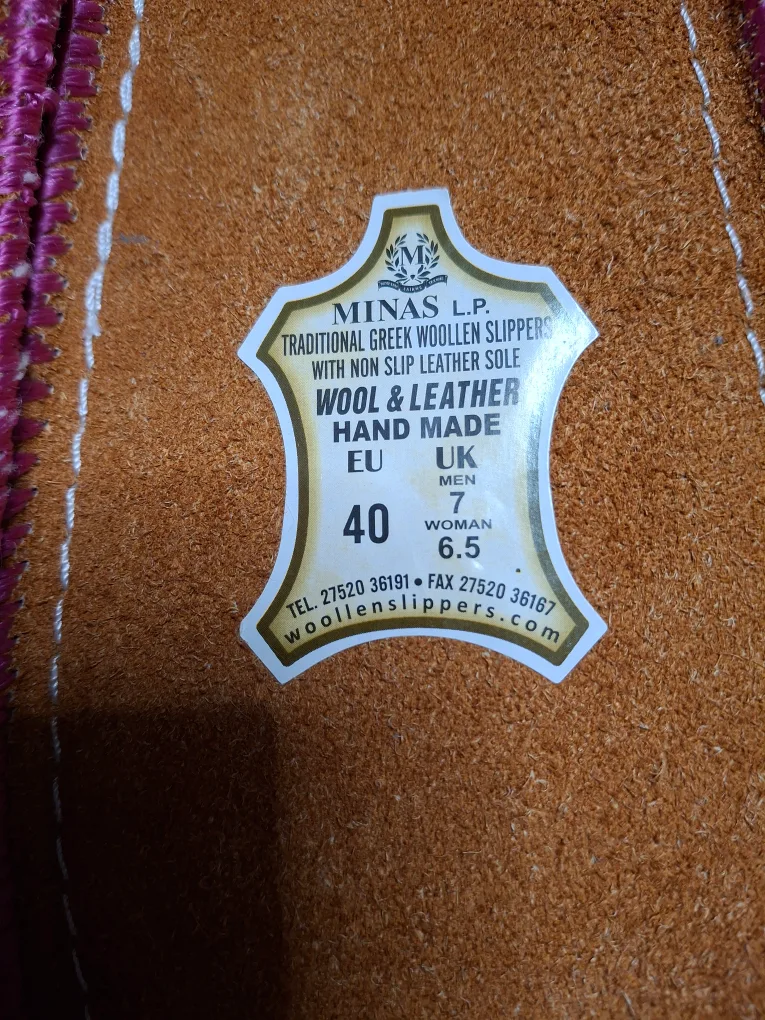 M
MINAS L.P.
TRADITIONAL GREEK WOOLLEN SLIPPERS
WITH NON SLIP LEATHER SOLE
WOOL & LEATHER
HAND MADE
EU UK
MEN
7
40
WOMAN
6.5
TEL. 27520 36191 • FAX 27520 36167
woollenslippers.com